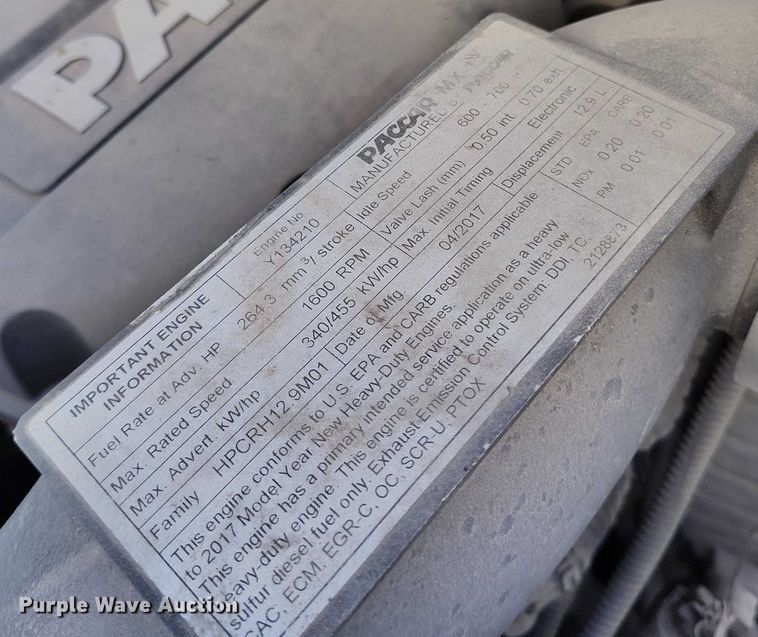 PA
IMPORTANT ENGINE INFORMATION
Engine No.
Y134210
PACCAR MX-1
MANUFACTURED PACCAR
Fuel Rate at Adv. HP 264.3 mm³/ stroke Idle Speed 600 - 700
Max. Rated Speed 1600 RPM Valve Lash (mm) 0.50 int 0.70 exh.
Max. Advert. kW/hp 340/455 kW/hp Max. Initial Timing Electronic
Family HPCRH12.9M01 Date of Mfg. 04/2017 Displacement 12.9 L
This engine conforms to U.S. EPA and CARB regulations applicable
to 2017 Model Year New Heavy-Duty Engines.
This engine has a primary intended service application as a heavy
heavy-duty engine. This engine is certified to operate on ultra-low
sulfur diesel fuel only. Exhaust Emission Control System: DDI, TC,
CAC, ECM, EGR-C, OC, SCR-U, PTOX
STD EPA CARB
NOX 0.20 0.20
PM 0.01 0.01
2128873
Purple Wave Auction